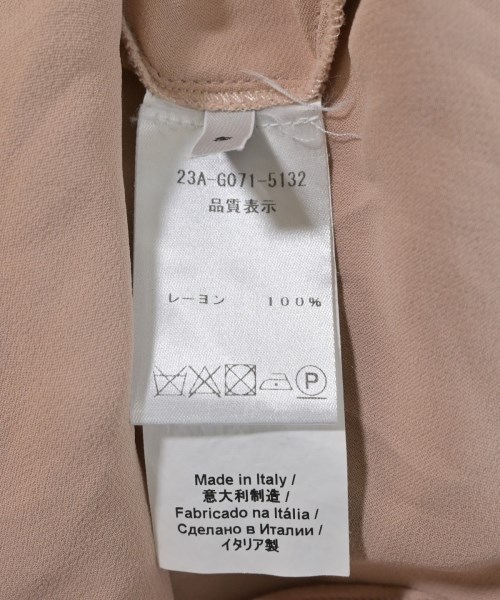 23A-G071-5132
品質表示
レーヨン 100%
P
Made in Italy /
意大利制造 /
Fabricado na Itália /
Сделано в Италии /
イタリア製